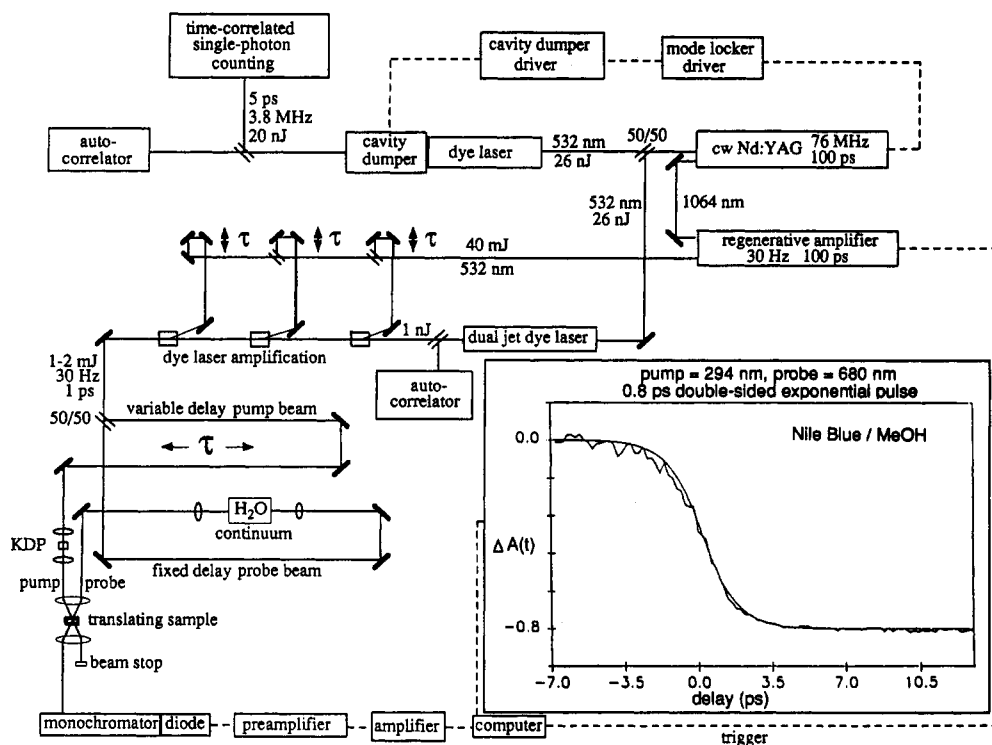 time-correlated
single-photon
counting
cavity dumper
driver
mode locker
driver
5 ps
3.8 MHz
20 nJ
auto-
correlator
cavity
dumper
dye laser
532 nm
26 nJ
50/50
cw Nd:YAG
76 MHz
100 ps
532 nm
26 nJ
1064 nm
τ
τ
τ
40 mJ
532 nm
regenerative amplifier
30 Hz 100 ps
1 nJ
dual jet dye laser
dye laser amplification
auto-
correlator
1-2 mJ
30 Hz
1 ps
50/50
variable delay pump beam
τ
H2O
continuum
KDP
fixed delay probe beam
pump
probe
translating sample
beam stop
monochromator
diode
preamplifier
amplifier
computer
trigger
pump = 294 nm, probe = 680 nm
0.8 ps double-sided exponential pulse
Nile Blue / MeOH
0.0
ΔA(t)
−0.8
−7.0
−3.5
0.0
3.5
7.0
10.5
delay (ps)